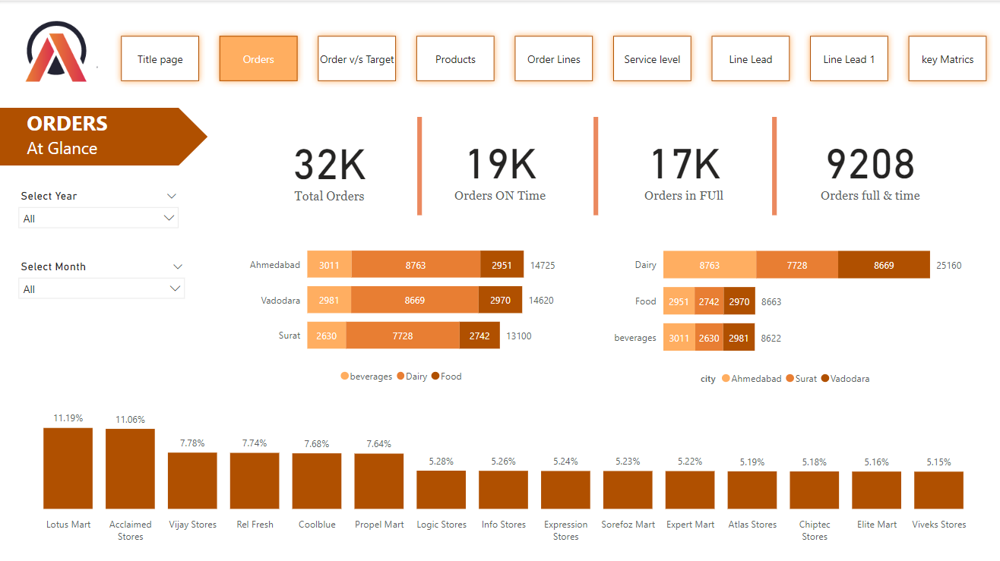 Title page
Orders
Order v/s Target
Products
Order Lines
Service level
Line Lead
Line Lead 1
key Matrics
ORDERS
At Glance
32K
Total Orders
19K
Orders ON Time
17K
Orders in FUll
9208
Orders full & time
Select Year
All
Select Month
All
Ahmedabad 3011 8763 2951 14725
Vadodara 2981 8669 2970 14620
Surat 2630 7728 2742 13100
beverages Dairy Food
Dairy 8763 7728 8669 25160
Food 2951 2742 2970 8663
beverages 3011 2630 2981 8622
city Ahmedabad Surat Vadodara
11.19% 11.06% 7.78% 7.74% 7.68% 7.64% 5.28% 5.26% 5.24% 5.23% 5.22% 5.19% 5.18% 5.16% 5.15%
Lotus Mart
Acclaimed
Stores
Vijay Stores
Rel Fresh
Coolblue
Propel Mart
Logic Stores
Info Stores
Expression
Stores
Sorefoz Mart
Expert Mart
Atlas Stores
Chiptec
Stores
Elite Mart
Viveks Stores